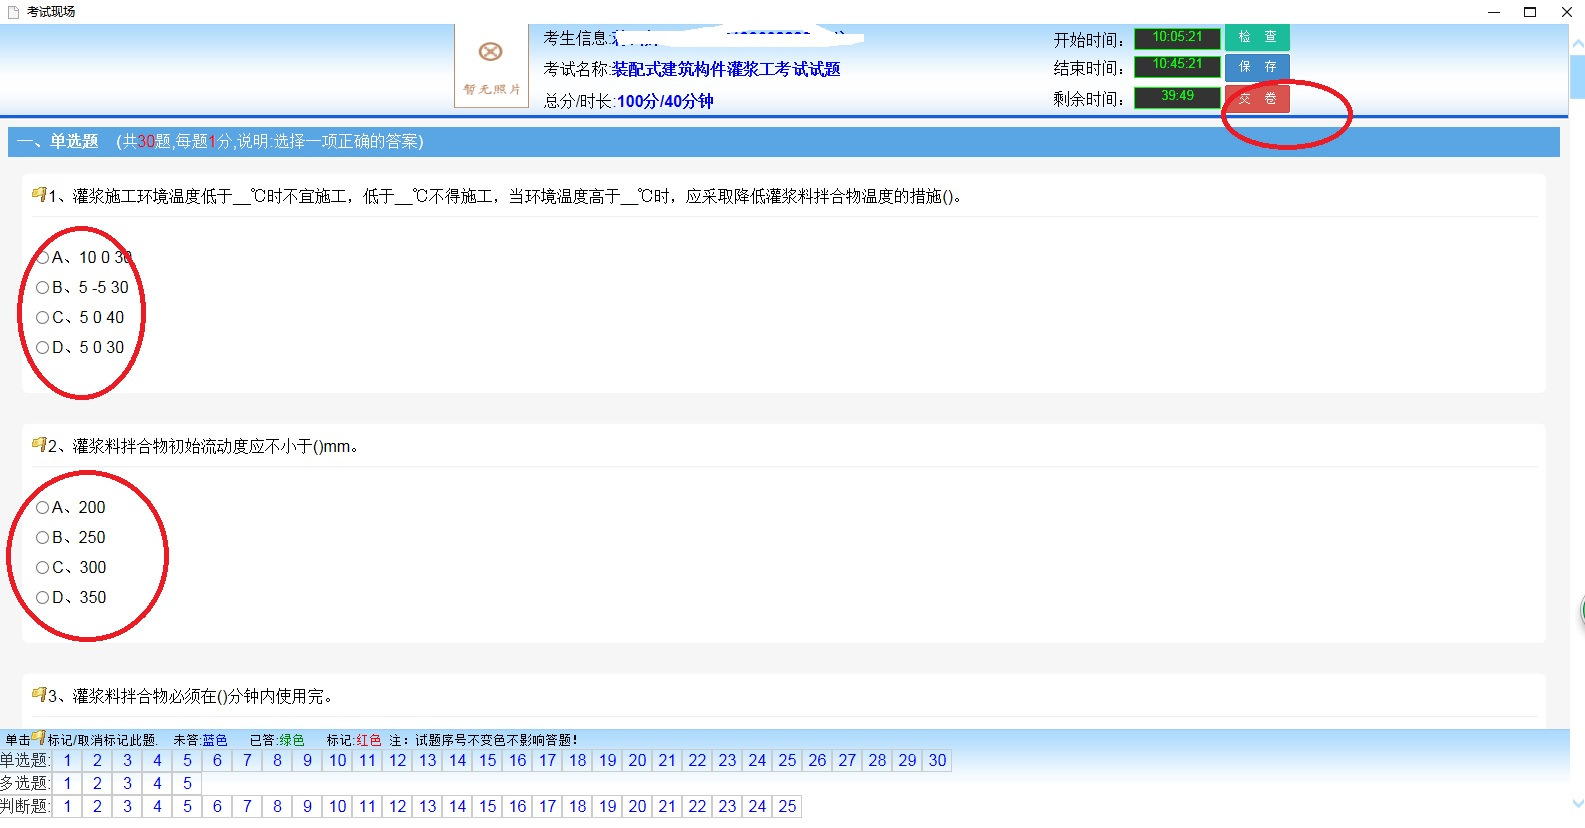 考试现场
暂无照片
考生信息:
考试名称:装配式建筑构件灌浆工考试试题
总分/时长:100分/40分钟
开始时间： 10:05:21 检 查
结束时间： 10:45:21 保 存
剩余时间： 39:49 交 卷
一、单选题 (共30题,每题1分,说明:选择一项正确的答案)
1、灌浆施工环境温度低于__℃时不宜施工，低于__℃不得施工，当环境温度高于__℃时，应采取降低灌浆料拌合物温度的措施()。
A、10 0 30
B、5 -5 30
C、5 0 40
D、5 0 30
2、灌浆料拌合物初始流动度应不小于()mm。
A、200
B、250
C、300
D、350
3、灌浆料拌合物必须在()分钟内使用完。
单击 标记/取消标记此题. 未答:蓝色 已答:绿色 标记:红色 注：试题序号不变色不影响答题！
单选题: 1 2 3 4 5 6 7 8 9 10 11 12 13 14 15 16 17 18 19 20 21 22 23 24 25 26 27 28 29 30
多选题: 1 2 3 4 5
判断题: 1 2 3 4 5 6 7 8 9 10 11 12 13 14 15 16 17 18 19 20 21 22 23 24 25